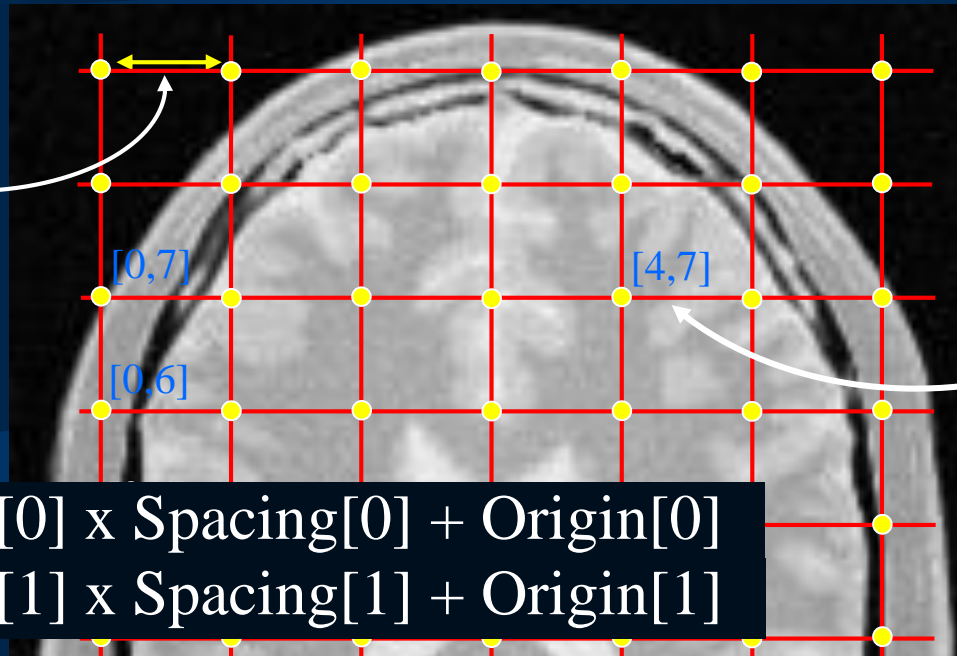 [0,7] [4,7]
[0,6]
[0] x Spacing[0] + Origin[0]
[1] x Spacing[1] + Origin[1]